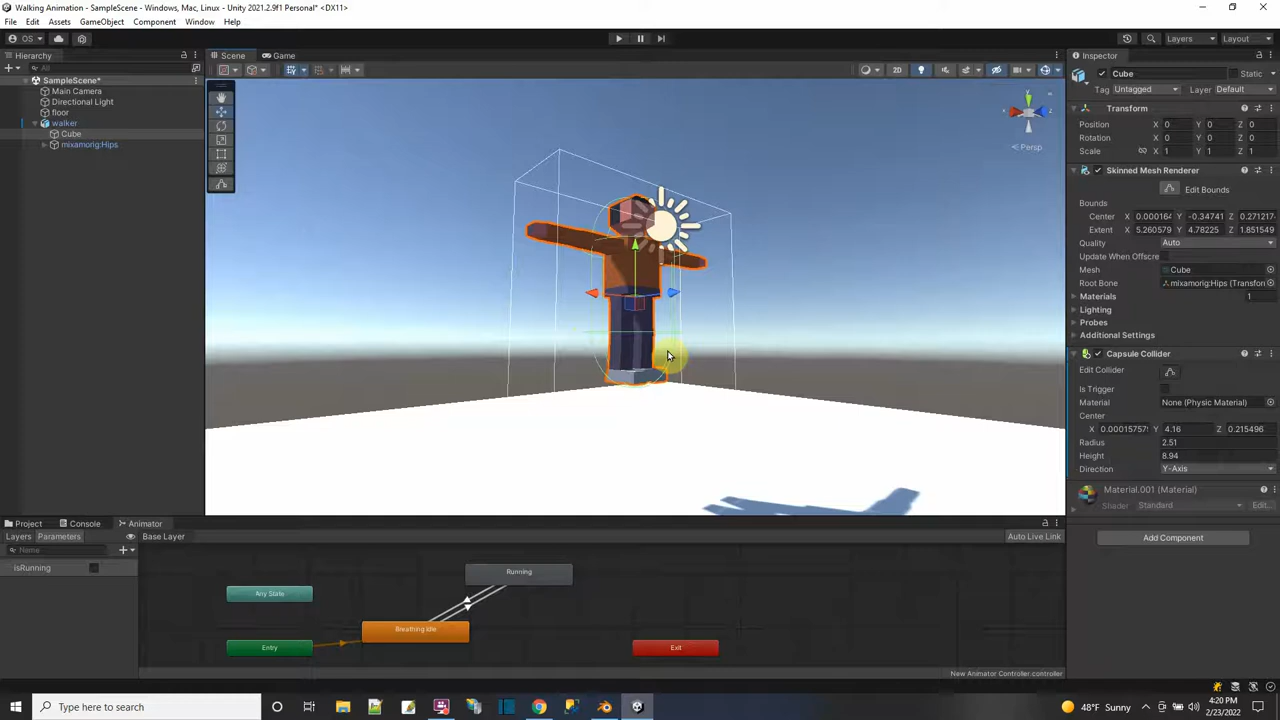 Walking Animation - SampleScene - Windows, Mac, Linux - Unity 2021.2.9f1 Personal* <DX11>
File Edit Assets GameObject Component Window Help
OS Layers Layout
Hierarchy Scene Game Inspector
All
SampleScene*
Main Camera
Directional Light
floor
walker
Cube
mixamorig:Hips
2D
y
x z
Persp
Cube Static
Tag Untagged Layer Default
Transform
Position X 0 Y 0 Z 0
Rotation X 0 Y 0 Z 0
Scale X 1 Y 1 Z 1
Skinned Mesh Renderer
Edit Bounds
Bounds
Center X 0.000164 Y -0.34741 Z 0.271217
Extent X 5.260579 Y 4.78225 Z 1.851549
Quality Auto
Update When Offscre
Mesh Cube
Root Bone mixamorig:Hips (Transfor
Materials 1
Lighting
Probes
Additional Settings
Capsule Collider
Edit Collider
Is Trigger
Material None (Physic Material)
Center
X 0.0001575 Y 4.16 Z 0.215496
Radius 2.51
Height 8.94
Direction Y-Axis
Material.001 (Material)
Shader Standard Edit...
Add Component
Project Console Animator
Layers Parameters Base Layer Auto Live Link
Name
isRunning
Running
Any State
Breathing Idle
Entry Exit
New Animator Controller.controller
Type here to search
48°F Sunny
4:20 PM
2/23/2022